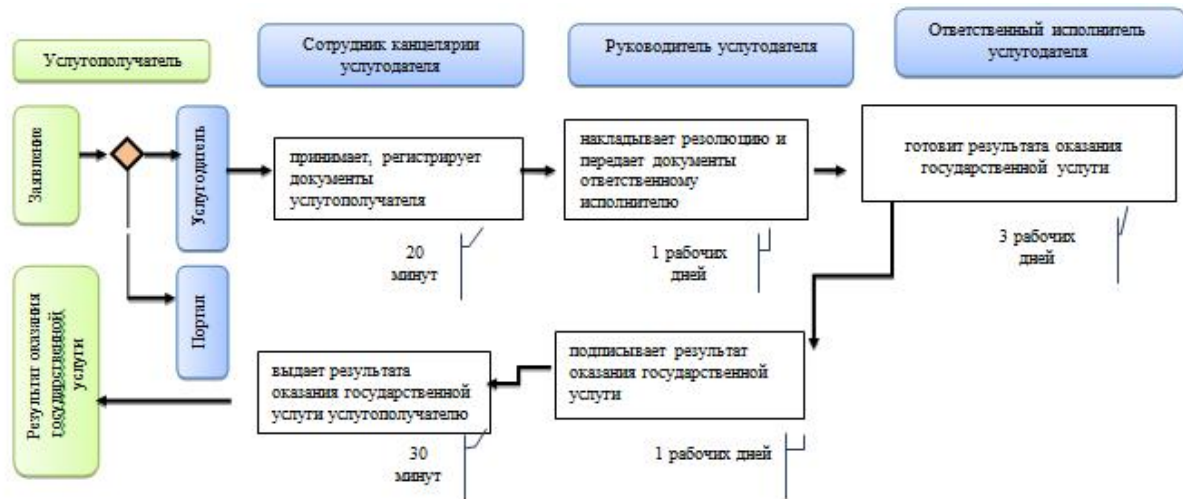 Услугополучатель
Сотрудник канцелярии
услугодателя
Руководитель услугодателя
Ответственный исполнитель
услугодателя
Заявление
Услугодатель
Портал
принимает, регистрирует
документы
услугополучателя
20
минут
накладывает резолюцию и
передает документы
ответственному
исполнителю
1 рабочих
дней
готовит результата оказания
государственной услуги
3 рабочих
дней
подписывает результат
оказания государственной
услуги
1 рабочих дней
выдает результата
оказания государственной
услуги услугополучателю
30
минут
Результат оказания
государственной
услуги